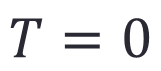 T = 0